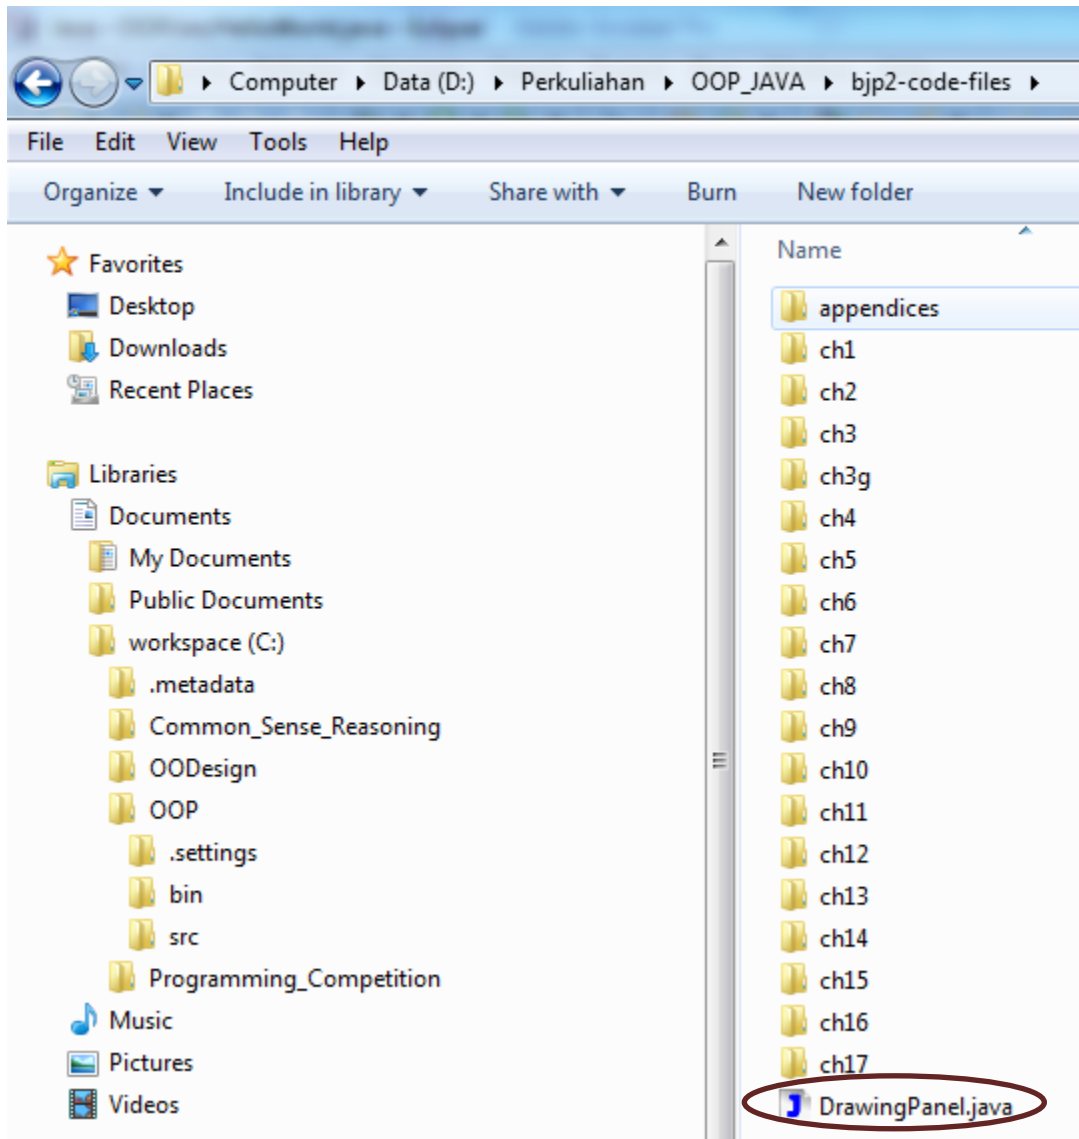 Computer Data (D:) Perkuliahan OOP_JAVA bjp2-code-files
File Edit View Tools Help
Organize Include in library Share with Burn New folder
Favorites
Desktop
Downloads
Recent Places
Libraries
Documents
My Documents
Public Documents
workspace (C:)
.metadata
Common_Sense_Reasoning
OODesign
OOP
.settings
bin
src
Programming_Competition
Music
Pictures
Videos
Name
appendices
ch1
ch2
ch3
ch3g
ch4
ch5
ch6
ch7
ch8
ch9
ch10
ch11
ch12
ch13
ch14
ch15
ch16
ch17
DrawingPanel.java